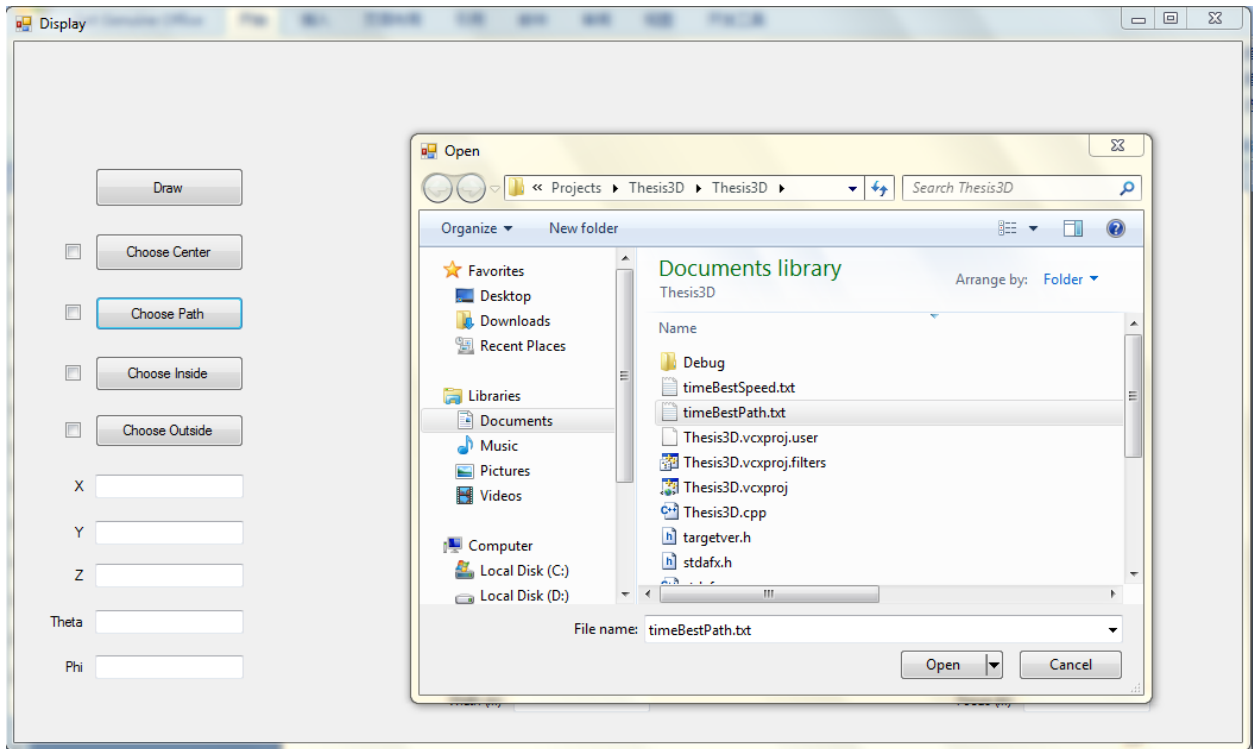 Display
Draw
Choose Center
Choose Path
Choose Inside
Choose Outside
X
Y
Z
Theta
Phi
Open
« Projects Thesis3D Thesis3D
Search Thesis3D
Organize New folder
Favorites
Desktop
Downloads
Recent Places
Libraries
Documents
Music
Pictures
Videos
Computer
Local Disk (C:)
Local Disk (D:)
Documents library
Thesis3D
Arrange by: Folder
Name
Debug
timeBestSpeed.txt
timeBestPath.txt
Thesis3D.vcxproj.user
Thesis3D.vcxproj.filters
Thesis3D.vcxproj
Thesis3D.cpp
targetver.h
stdafx.h
File name: timeBestPath.txt
Open Cancel